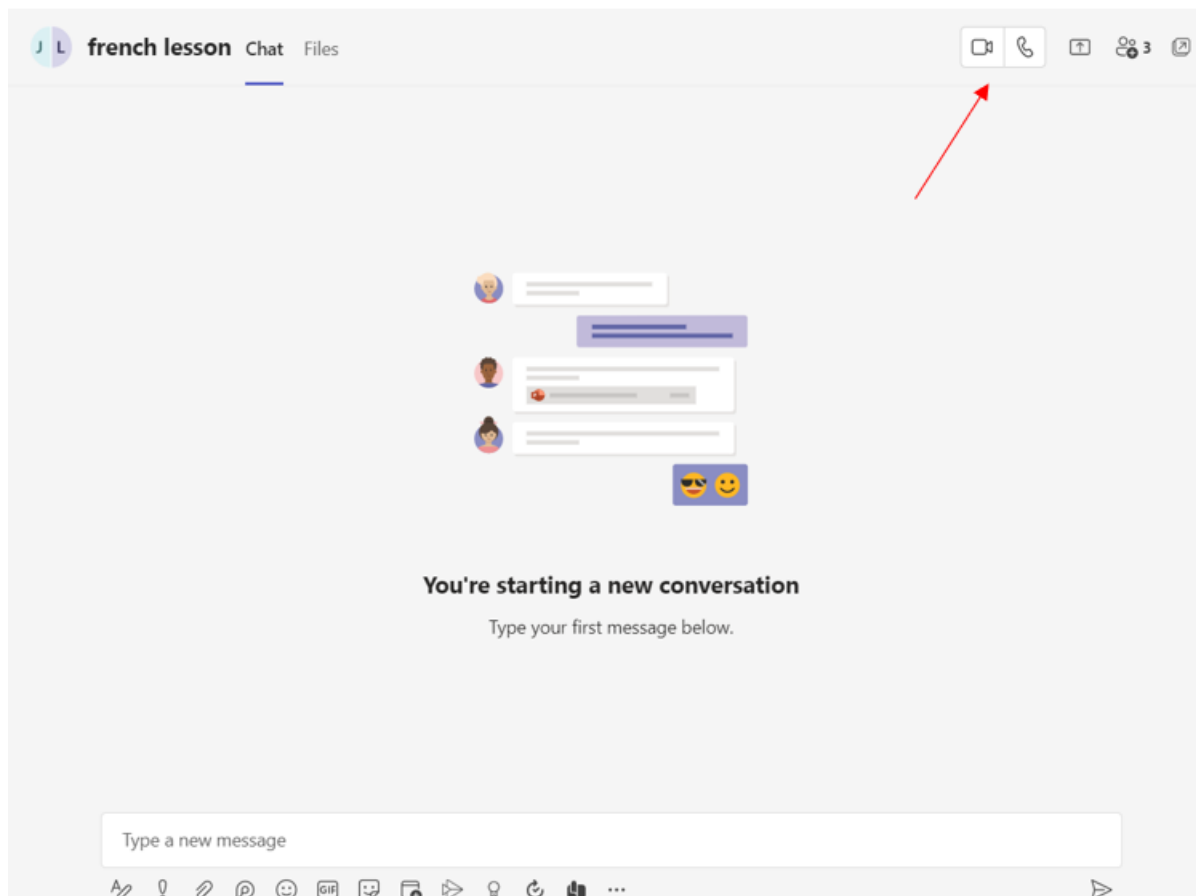 J L french lesson Chat Files 3
You're starting a new conversation
Type your first message below.
Type a new message
GIF